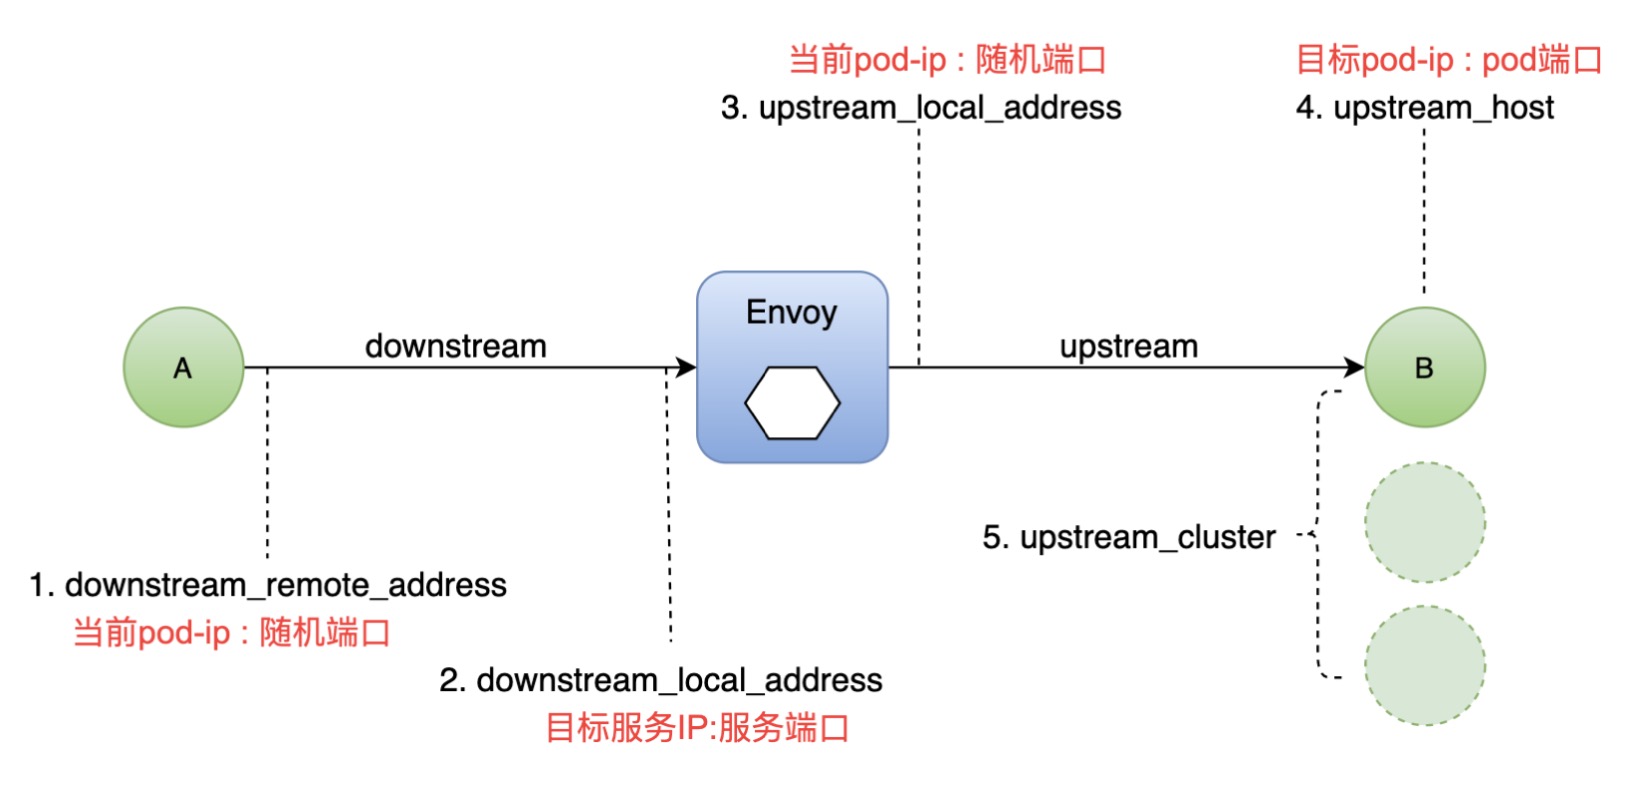 当前pod-ip : 随机端口
3. upstream_local_address
目标pod-ip : pod端口
4. upstream_host
Envoy
A
downstream
upstream
B
5. upstream_cluster
1. downstream_remote_address
当前pod-ip : 随机端口
2. downstream_local_address
目标服务IP:服务端口